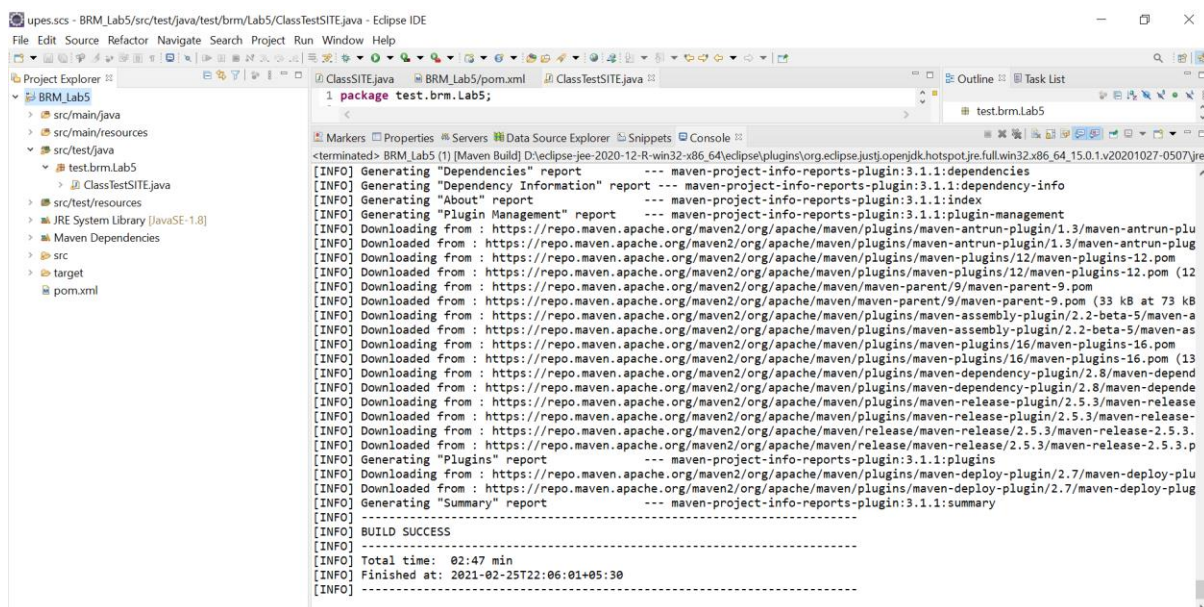 upes.scs - BRM_Lab5/src/test/java/test/brm/Lab5/ClassTestSITE.java - Eclipse IDE
File Edit Source Refactor Navigate Search Project Run Window Help
Project Explorer
BRM_Lab5
src/main/java
src/main/resources
src/test/java
test.brm.Lab5
ClassTestSITE.java
src/test/resources
JRE System Library [JavaSE-1.8]
Maven Dependencies
src
target
pom.xml
ClassSITE.java BRM_Lab5/pom.xml ClassTestSITE.java
1 package test.brm.Lab5;
Outline Task List
test.brm.Lab5
Markers Properties Servers Data Source Explorer Snippets Console
<terminated> BRM_Lab5 (1) [Maven Build] D:\eclipse-jee-2020-12-R-win32-x86_64\eclipse\plugins\org.eclipse.justj.openjdk.hotspot.jre.full.win32.x86_64_15.0.1.v20201027-0507\jre
[INFO] Generating "Dependencies" report --- maven-project-info-reports-plugin:3.1.1:dependencies
[INFO] Generating "Dependency Information" report --- maven-project-info-reports-plugin:3.1.1:dependency-info
[INFO] Generating "About" report --- maven-project-info-reports-plugin:3.1.1:index
[INFO] Generating "Plugin Management" report --- maven-project-info-reports-plugin:3.1.1:plugin-management
[INFO] Downloading from : https://repo.maven.apache.org/maven2/org/apache/maven/plugins/maven-antrun-plugin/1.3/maven-antrun-plu
[INFO] Downloaded from : https://repo.maven.apache.org/maven2/org/apache/maven/plugins/maven-antrun-plugin/1.3/maven-antrun-plug
[INFO] Downloading from : https://repo.maven.apache.org/maven2/org/apache/maven/plugins/maven-plugins/12/maven-plugins-12.pom
[INFO] Downloaded from : https://repo.maven.apache.org/maven2/org/apache/maven/plugins/maven-plugins/12/maven-plugins-12.pom (12
[INFO] Downloading from : https://repo.maven.apache.org/maven2/org/apache/maven/maven-parent/9/maven-parent-9.pom
[INFO] Downloaded from : https://repo.maven.apache.org/maven2/org/apache/maven/maven-parent/9/maven-parent-9.pom (33 kB at 73 kB
[INFO] Downloading from : https://repo.maven.apache.org/maven2/org/apache/maven/plugins/maven-assembly-plugin/2.2-beta-5/maven-a
[INFO] Downloaded from : https://repo.maven.apache.org/maven2/org/apache/maven/plugins/maven-assembly-plugin/2.2-beta-5/maven-as
[INFO] Downloading from : https://repo.maven.apache.org/maven2/org/apache/maven/plugins/maven-plugins/16/maven-plugins-16.pom
[INFO] Downloaded from : https://repo.maven.apache.org/maven2/org/apache/maven/plugins/maven-plugins/16/maven-plugins-16.pom (13
[INFO] Downloading from : https://repo.maven.apache.org/maven2/org/apache/maven/plugins/maven-dependency-plugin/2.8/maven-depend
[INFO] Downloaded from : https://repo.maven.apache.org/maven2/org/apache/maven/plugins/maven-dependency-plugin/2.8/maven-depende
[INFO] Downloading from : https://repo.maven.apache.org/maven2/org/apache/maven/plugins/maven-release-plugin/2.5.3/maven-release
[INFO] Downloaded from : https://repo.maven.apache.org/maven2/org/apache/maven/plugins/maven-release-plugin/2.5.3/maven-release-
[INFO] Downloading from : https://repo.maven.apache.org/maven2/org/apache/maven/release/maven-release/2.5.3/maven-release-2.5.3.
[INFO] Downloaded from : https://repo.maven.apache.org/maven2/org/apache/maven/release/maven-release/2.5.3/maven-release-2.5.3.p
[INFO] Generating "Plugins" report --- maven-project-info-reports-plugin:3.1.1:plugins
[INFO] Downloading from : https://repo.maven.apache.org/maven2/org/apache/maven/plugins/maven-deploy-plugin/2.7/maven-deploy-plu
[INFO] Downloaded from : https://repo.maven.apache.org/maven2/org/apache/maven/plugins/maven-deploy-plugin/2.7/maven-deploy-plug
[INFO] Generating "Summary" report --- maven-project-info-reports-plugin:3.1.1:summary
[INFO] ------------------------------------------------------------------------
[INFO] BUILD SUCCESS
[INFO] ------------------------------------------------------------------------
[INFO] Total time: 02:47 min
[INFO] Finished at: 2021-02-25T22:06:01+05:30
[INFO] ------------------------------------------------------------------------